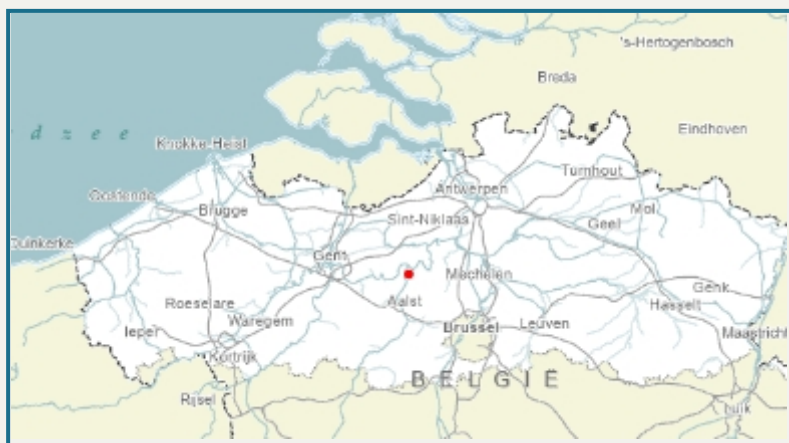 's-Hertogenbosch
Breda
d z e e
Eindhoven
Knokke-Heist
Turnhout
Antwerpen
Oostende
Mol
Brugge
Sint-Niklaas
Geel
Duinkerke
Gent
Mechelen
Genk
Roeselare
Aalst
Hasselt
Waregem
Brussel
Leuven
Ieper
Maastricht
Kortrijk
BELGIË
Rijsel
Luik